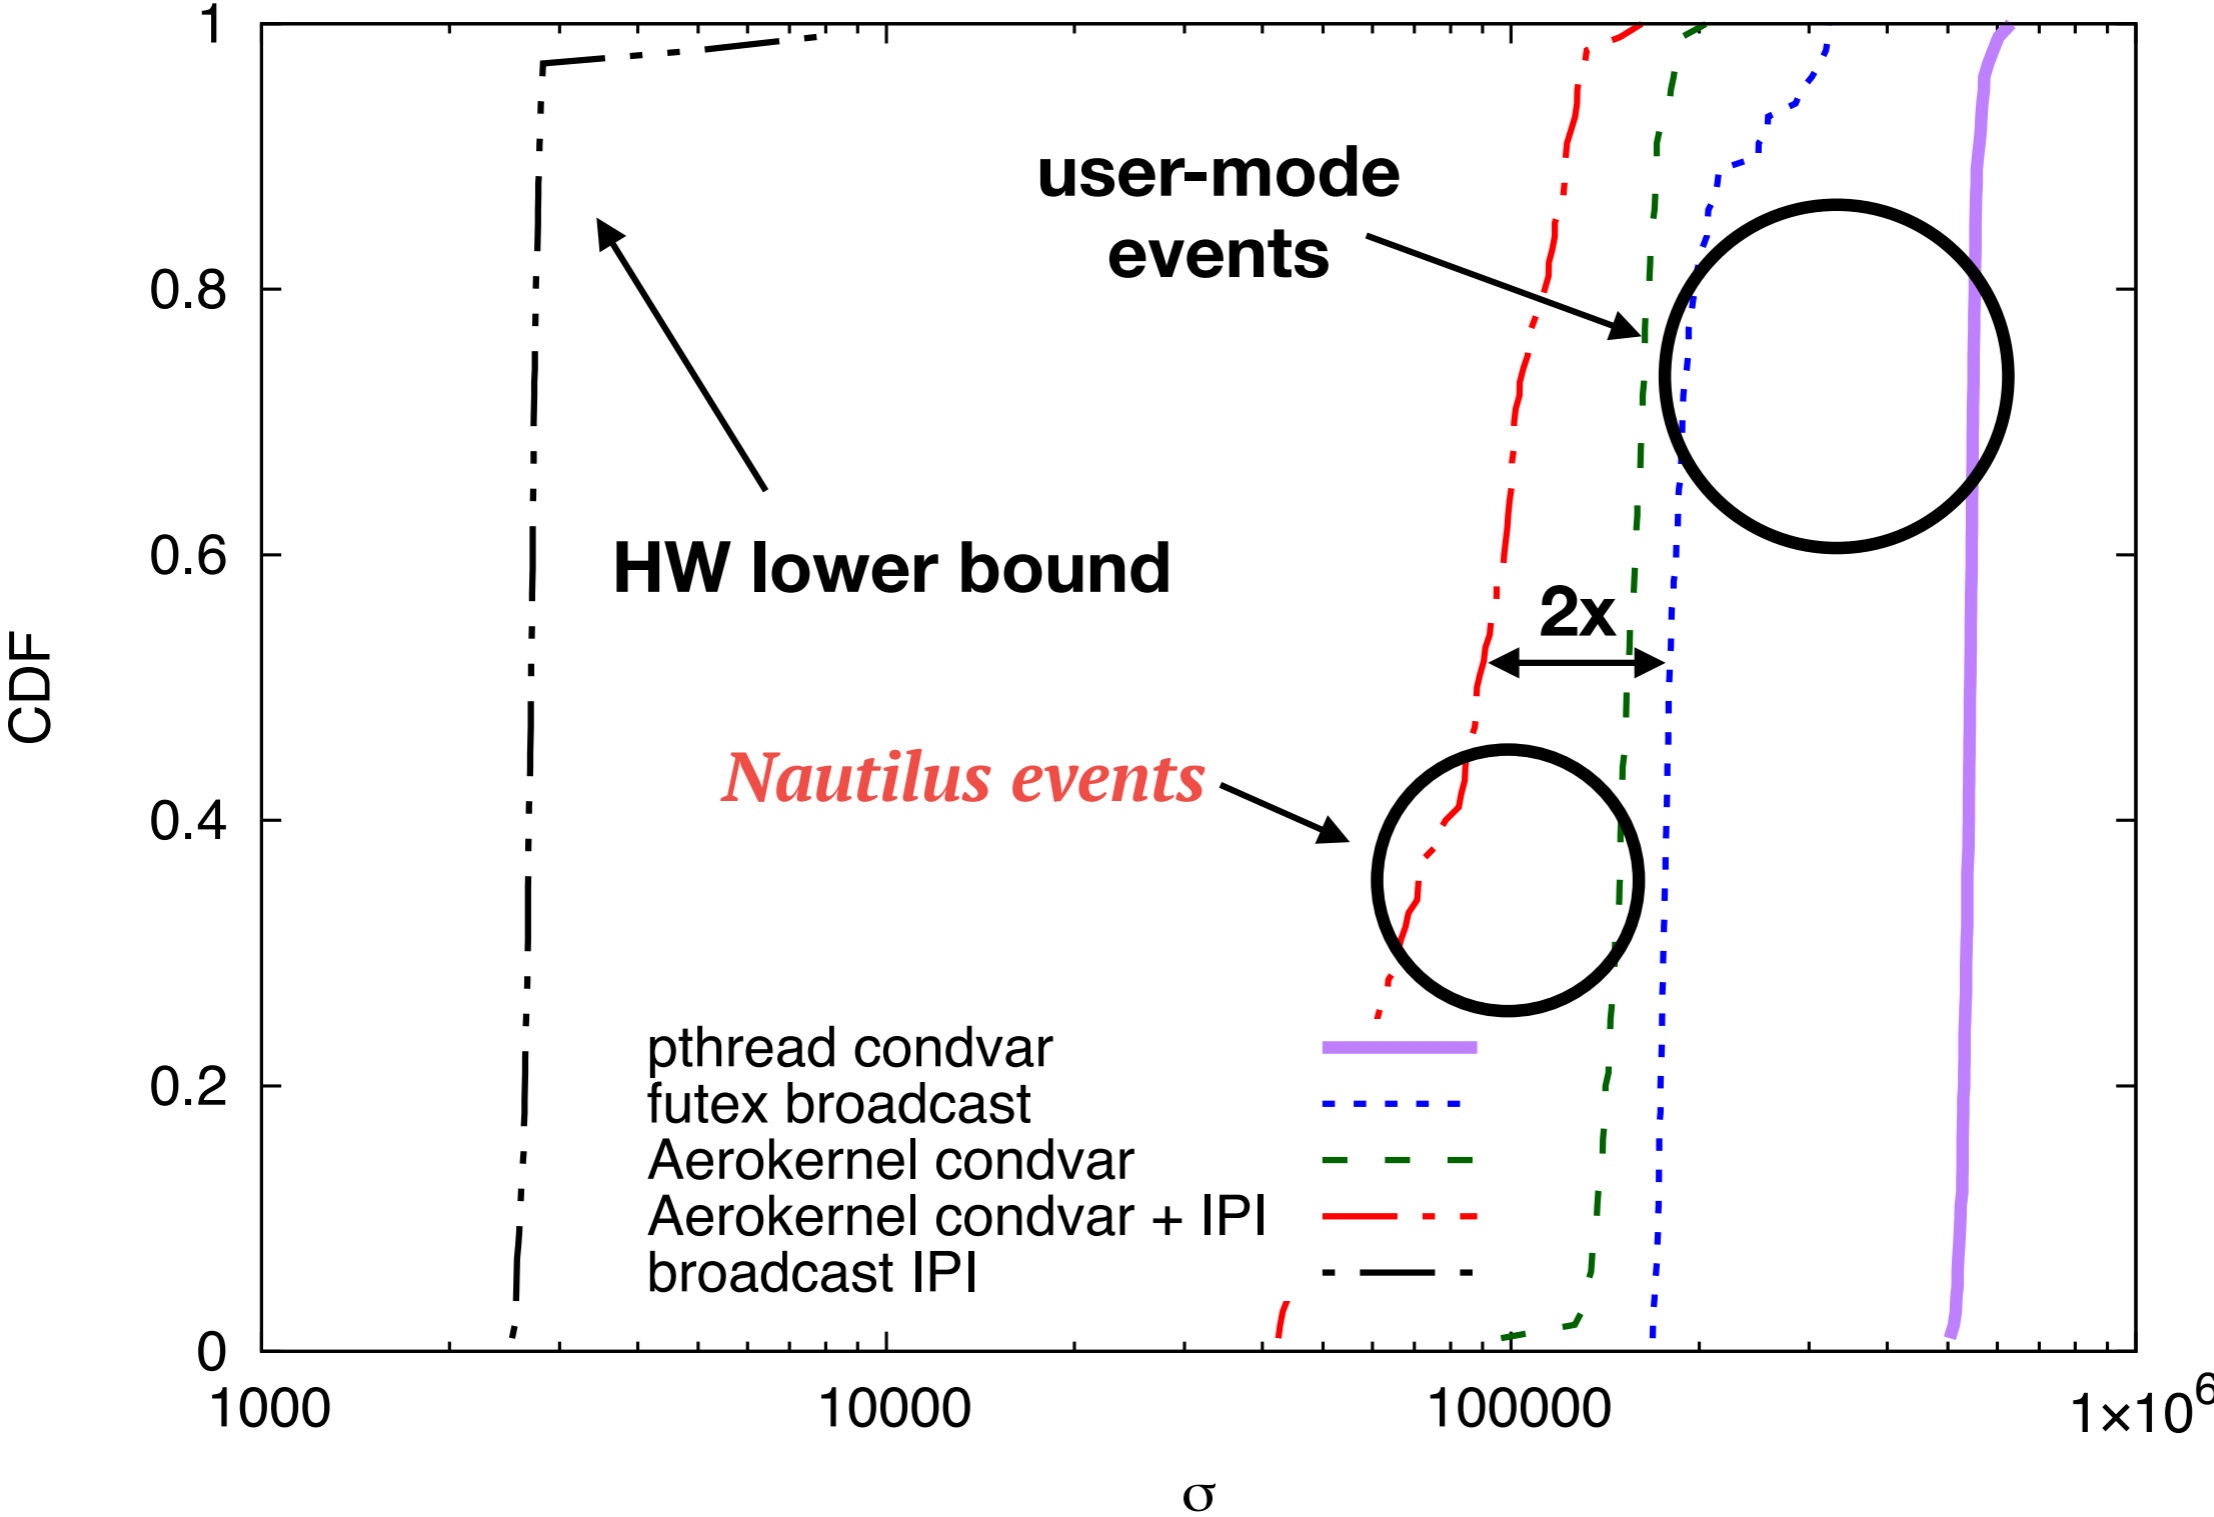 1
0.8
0.6
0.4
0.2
0
CDF
user-mode
events
HW lower bound
2x
Nautilus events
pthread condvar
futex broadcast
Aerokernel condvar
Aerokernel condvar + IPI
broadcast IPI
1000
10000
100000
1×10⁶
σ